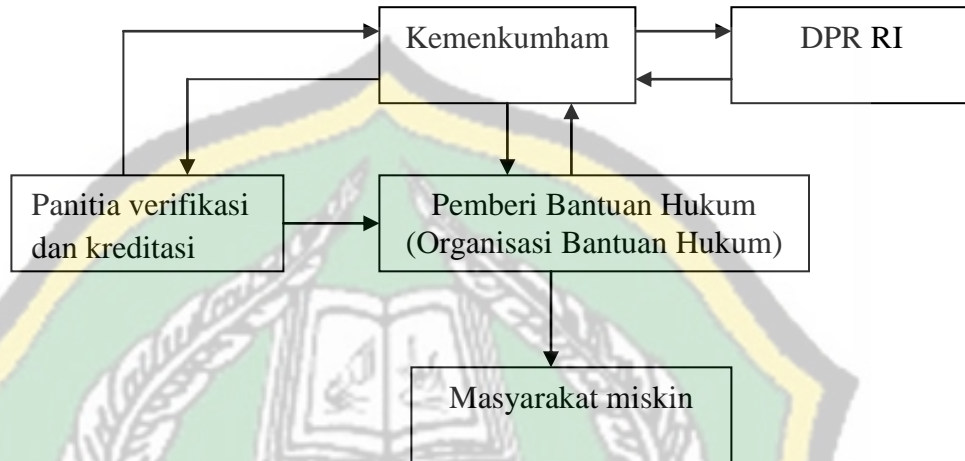 Kemenkumham
DPR RI
Panitia verifikasi
dan kreditasi
Pemberi Bantuan Hukum
(Organisasi Bantuan Hukum)
Masyarakat miskin